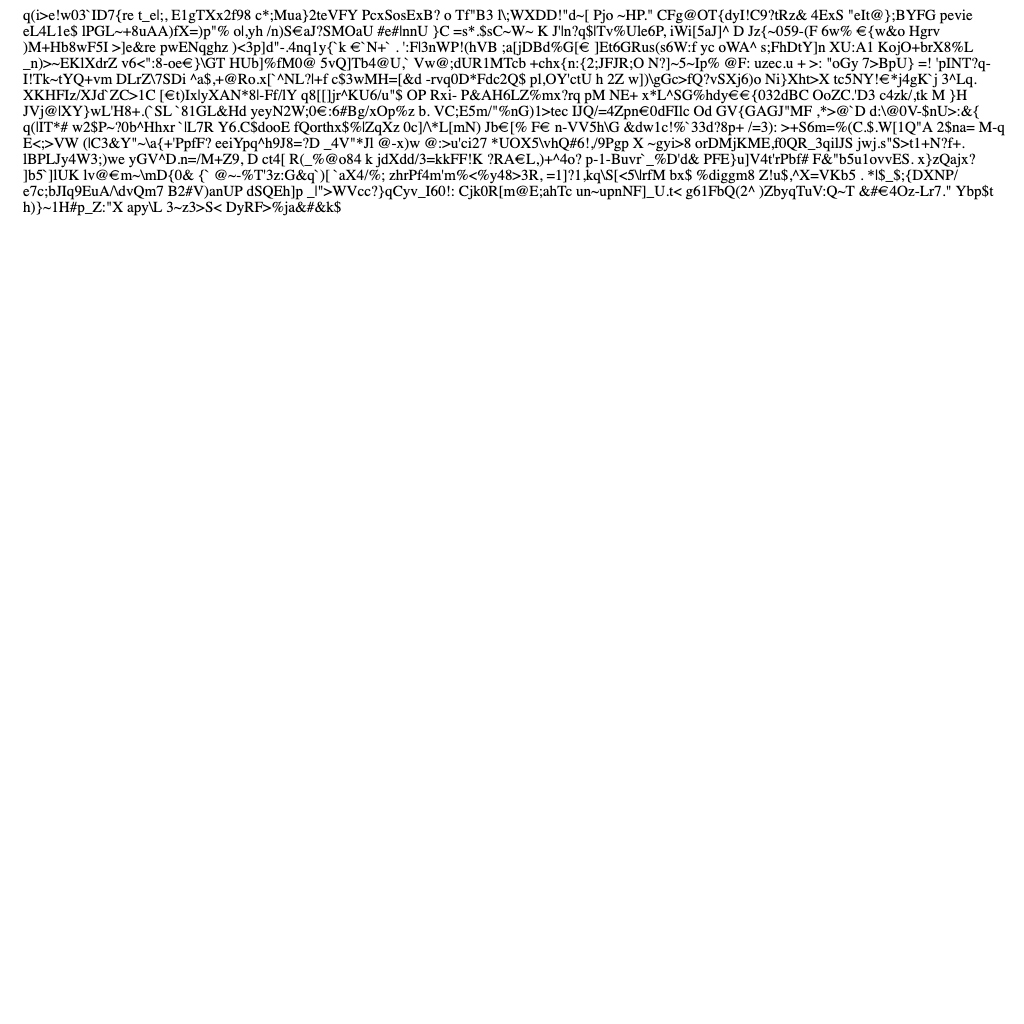 q(i>e!w03`ID7{re t_e|;, E1gTXx2f98 c*;Mua}2teVFY PcxSosExB? o Tf"B3 I\;WXDD!"d~[ Pjo ~HP." CFg@OT{dyI!C9?tRz& 4ExS "eIt@};BYFG pevie
eL4L1e$ lPGL~+8uAA)fX=)p"% ol,yh /n)S€aJ?SMOaU #e#!nnU }C =s*.$sC~W~ K J'|n?q$|Tv%Ule6P, iWi[5aJ]^ D Jz{~059-(F 6w% €{w&o Hgrv
)M+Hb8wF5I >]e&re pwENqghz )<3p]d"-.4nq1y{`k €`N+` . ':F|3nWP!(hVB ;a[jDBd%G[€ ]Et6GRus(s6W:f yc oWA^ s;FhDtY]n XU:A1 KojO+brX8%L
_n)>~EKlXdrZ v6<":8-oe€}\GT HUb]%fM0@ 5vQ]Tb4@U,` Vw@;dUR1MTcb +chx{n:{2;JFJR;O N?]~5~Ip% @F: uzec.u + >: "oGy 7>BpU} =! 'pINT?q-
I!Tk~tYQ+vm DLrZ\7SDi ^a$,+@Ro.x[`^NL?!+f c$3wMH=[&d -rvq0D*Fdc2Q$ pl,OY'ctU h 2Z w])\gGc>fQ?vSXj6)o Ni}Xht>X tc5NY!€*j4gK`j 3^Lq.
XKHFIz/XJd`ZC>1C [€t)Ix|yXAN*8|-Ff/lY q8[[]jr^KU6/u"$ OP Rxi- P&AH6LZ%mx?rq pM NE+ x*L^SG%hdy€€{032dBC OoZC.'D3 c4zk/,tk M }H
JVj@|XY}wL'H8+.(`SL `81GL&Hd yeyN2W;0€:6#Bg/xOp%z b. VC;E5m/"%nG)1>tec IJQ/=4Zpn€0dFIlc Od GV{GAGJ"MF ,*>@`D d:\@0V-$nU>:&{
q(|IT*# w2$P~?0b^Hhxr `|L7R Y6.C$dooE fQorthx$%|ZqXz 0c]/\*L[mN) Jb€[% F€ n-VV5h\G &dw1c!%`33d?8p+ /=3): >+S6m=%(C.$.W[1Q"A 2$na= M-q
E<;>VW (|C3&Y"~\a{+'PpfF? eeiYpq^h9J8=?D _4V"*Jl @-x)w @:>u'ci27 *UOX5\vhQ#6!,/9Pgp X ~gyi>8 orDMjKME,f0QR_3qilJS jwj.s"S>t1+N?f+.
lBPLJy4W3;)we yGV^D.n=/M+Z9, D ct4[ R(_%@o84 k jdXdd/3=kkFF!K ?RA€L,)+^4o? p-1-Buvr`_%D'd& PFE}u]V4t'rPbf# F&"b5u1ovvES. x}zQajx?
]b5`]lUK lv@€m~\mD{0& {` @~-%T'3z:G&q`)[ `aX4/%; zhrPf4m'm%<%y48>3R, =1]?1,kq\S[<5\lrfM bx$ %diggm8 Z!u$,^X=VKb5 . *|$_$;{DXNP/
e7c;bJIq9EuA/\dvQm7 B2#V)anUP dSQEh]p _|">WVcc?}qCyv_I60!: Cjk0R[m@E;ahTc un~upnNF]_U.t< g61FbQ(2^ )ZbyqTuV:Q~T &#€4Oz-Lr7." Ybp$t
h)}~1H#p_Z:"X apy\L 3~z3>S< DyRF>%ja&#&k$